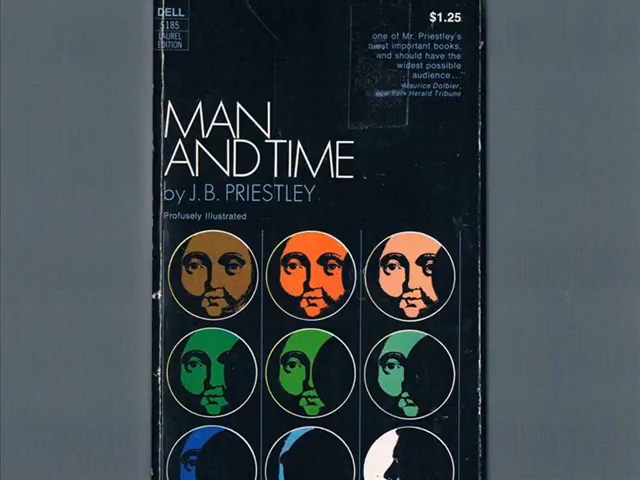 DELL
5185
LAUREL
EDITION
$1.25
one of Mr. Priestley's
most important books,
and should have the
widest possible
audience...
Maurice Dolbier,
New York Herald Tribune
MAN
AND TIME
by J. B. PRIESTLEY
Profusely Illustrated